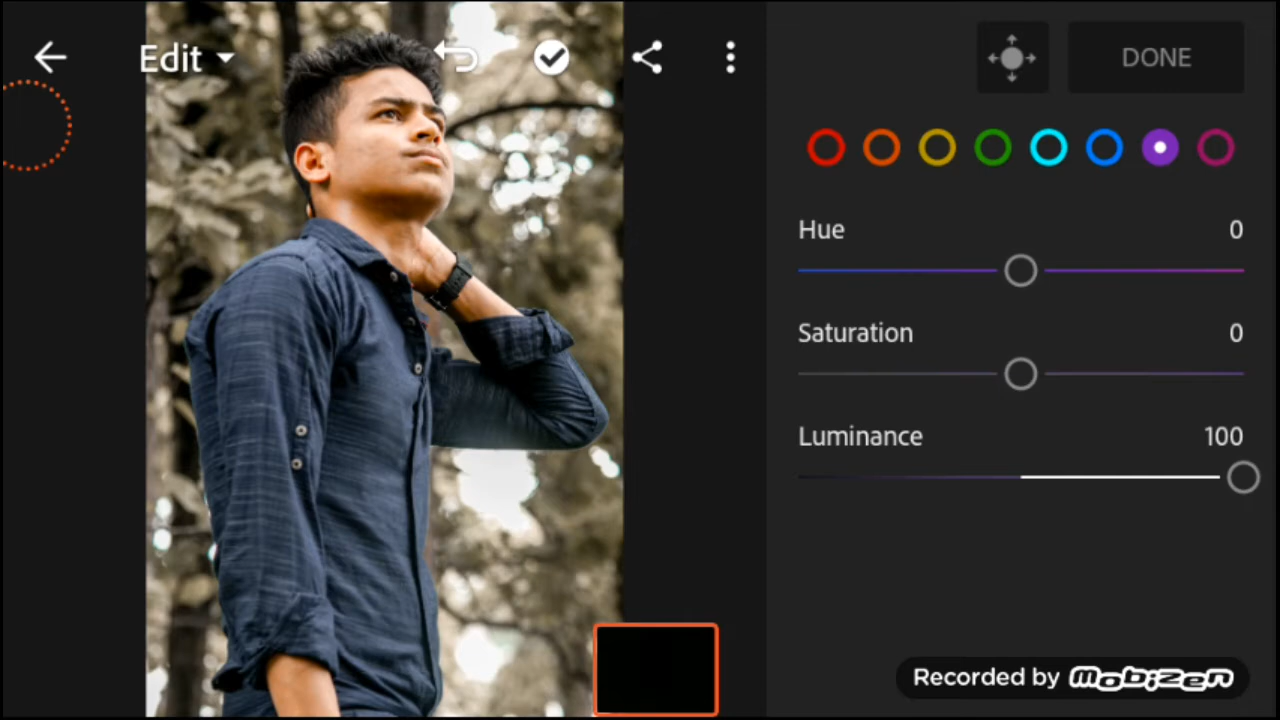 Edit
DONE
Hue 0
Saturation 0
Luminance 100
Recorded by mobizen